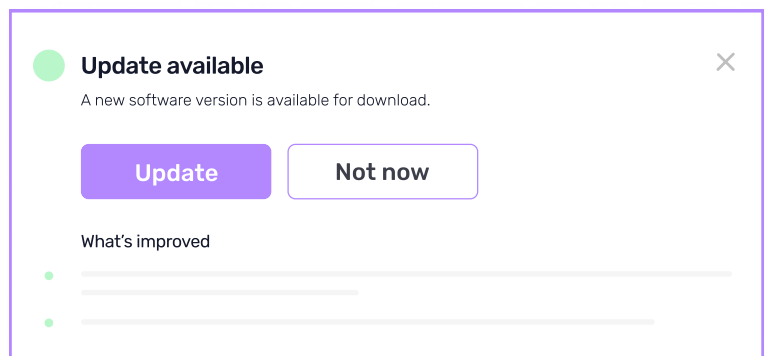 Update available
A new software version is available for download.
Update
Not now
What’s improved